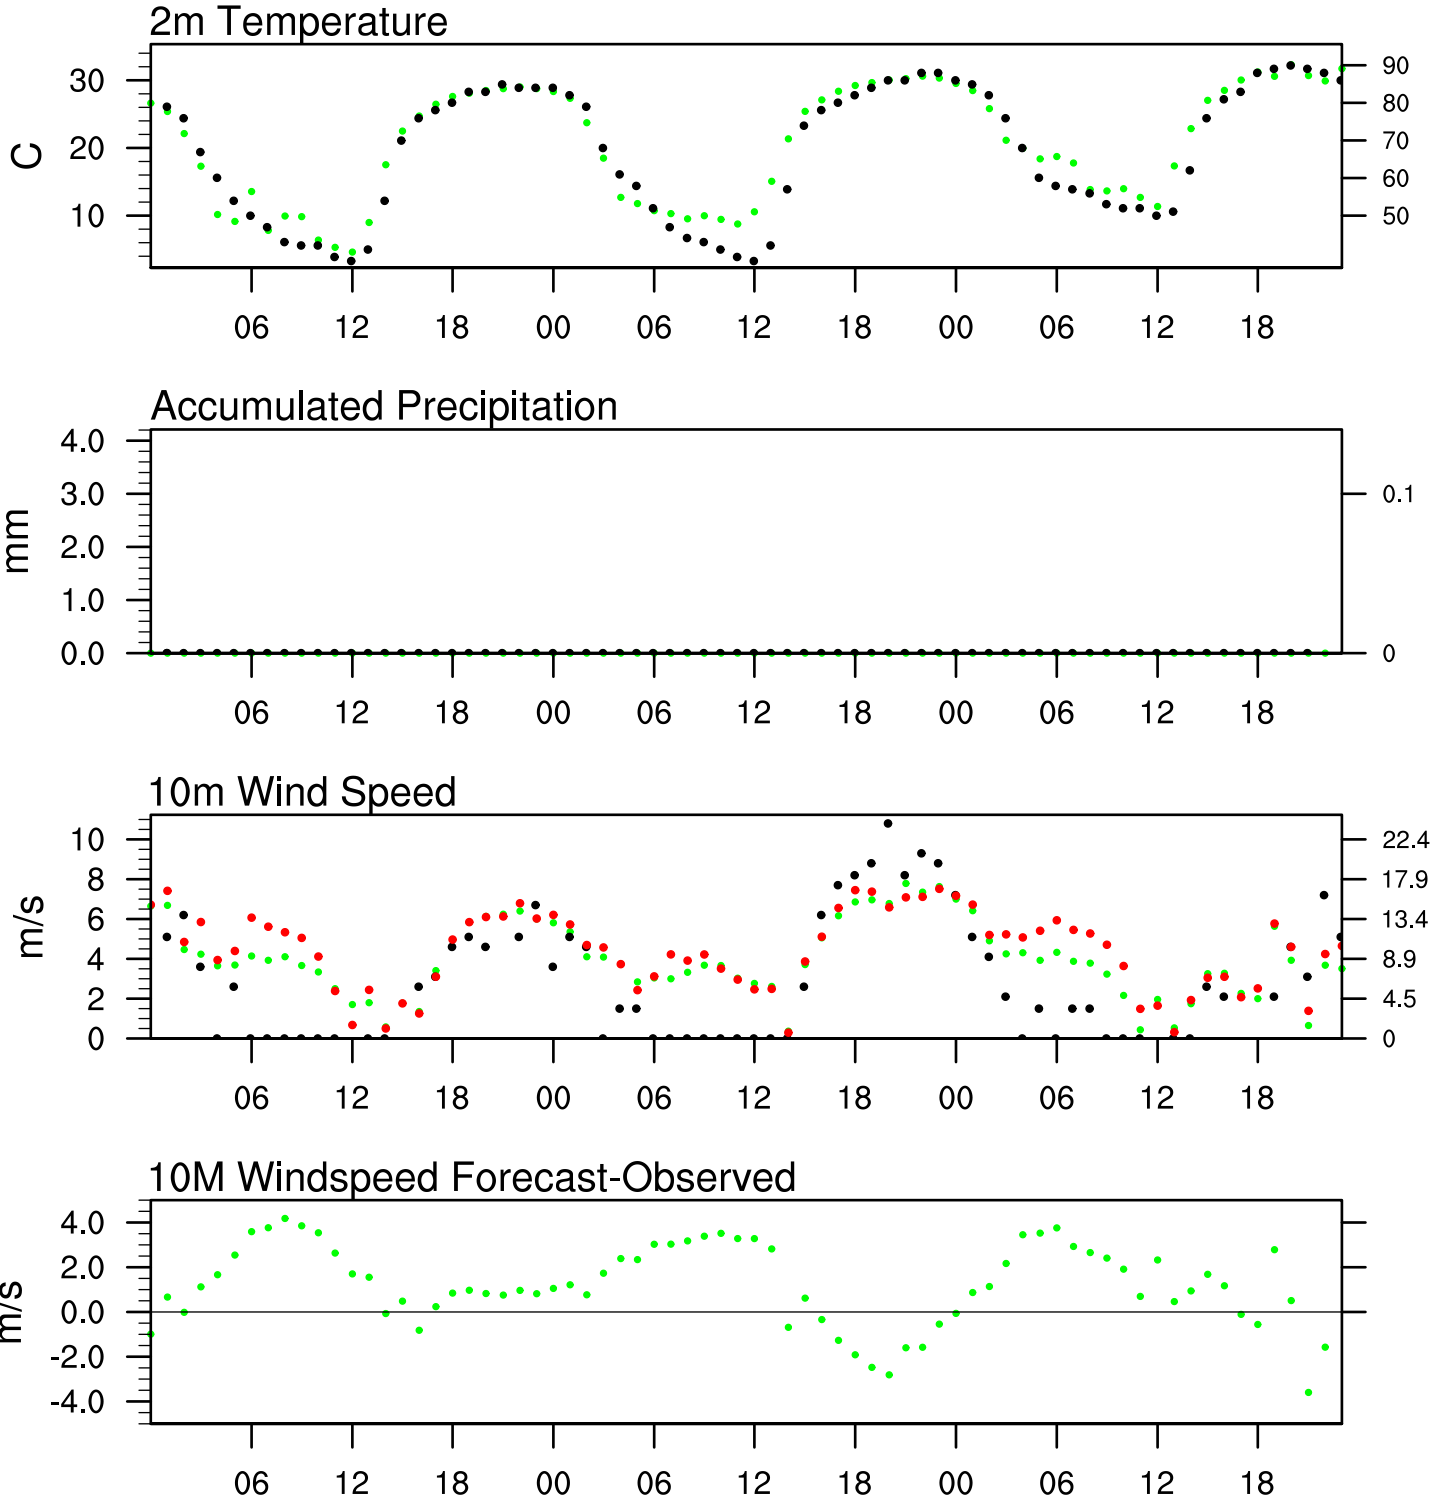 2m Temperature
C
30
20
10
90
80
70
60
50
06 12 18 00 06 12 18 00 06 12 18
Accumulated Precipitation
mm
4.0
3.0
2.0
1.0
0.0
0.1
0
06 12 18 00 06 12 18 00 06 12 18
10m Wind Speed
m/s
10
8
6
4
2
0
22.4
17.9
13.4
8.9
4.5
0
06 12 18 00 06 12 18 00 06 12 18
10M Windspeed Forecast-Observed
m/s
4.0
2.0
0.0
-2.0
-4.0
06 12 18 00 06 12 18 00 06 12 18